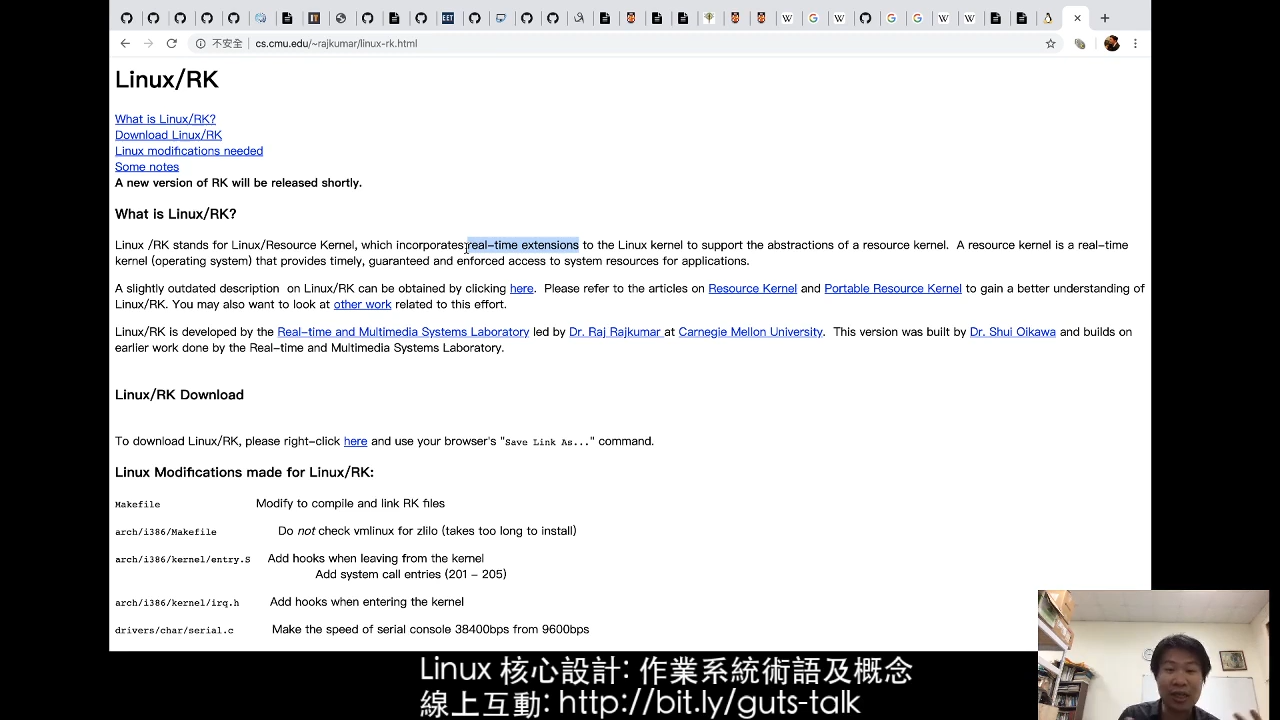 不安全 cs.cmu.edu/~rajkumar/linux-rk.html
Linux/RK
What is Linux/RK?
Download Linux/RK
Linux modifications needed
Some notes
A new version of RK will be released shortly.
What is Linux/RK?
Linux /RK stands for Linux/Resource Kernel, which incorporates real-time extensions to the Linux kernel to support the abstractions of a resource kernel. A resource kernel is a real-time
kernel (operating system) that provides timely, guaranteed and enforced access to system resources for applications.
A slightly outdated description on Linux/RK can be obtained by clicking here. Please refer to the articles on Resource Kernel and Portable Resource Kernel to gain a better understanding of
Linux/RK. You may also want to look at other work related to this effort.
Linux/RK is developed by the Real-time and Multimedia Systems Laboratory led by Dr. Raj Rajkumar at Carnegie Mellon University. This version was built by Dr. Shui Oikawa and builds on
earlier work done by the Real-time and Multimedia Systems Laboratory.
Linux/RK Download
To download Linux/RK, please right-click here and use your browser's "Save Link As..." command.
Linux Modifications made for Linux/RK:
Makefile Modify to compile and link RK files
arch/i386/Makefile Do not check vmlinux for zlilo (takes too long to install)
arch/i386/kernel/entry.S Add hooks when leaving from the kernel
Add system call entries (201 - 205)
arch/i386/kernel/irq.h Add hooks when entering the kernel
drivers/char/serial.c Make the speed of serial console 38400bps from 9600bps
Linux 核心設計: 作業系統術語及概念
線上互動: http://bit.ly/guts-talk